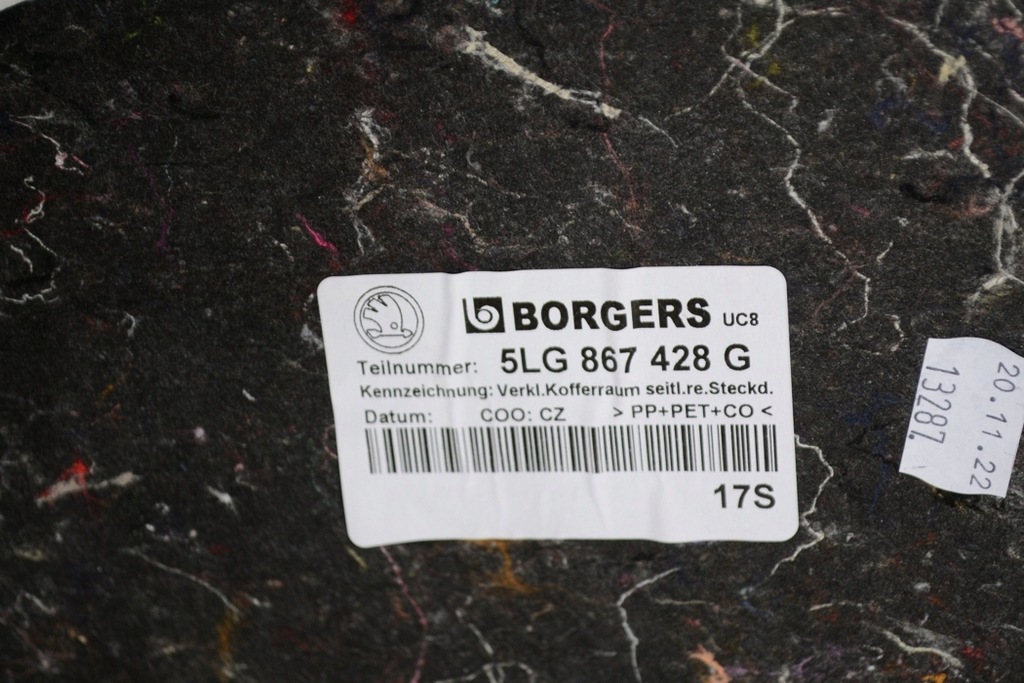 BORGERS UC8
Teilnummer: 5LG 867 428 G
Kennzeichnung: Verkl.Kofferraum seitl.re.Steckd.
Datum: COO: CZ > PP+PET+CO <
17S
20.11.22
13287.